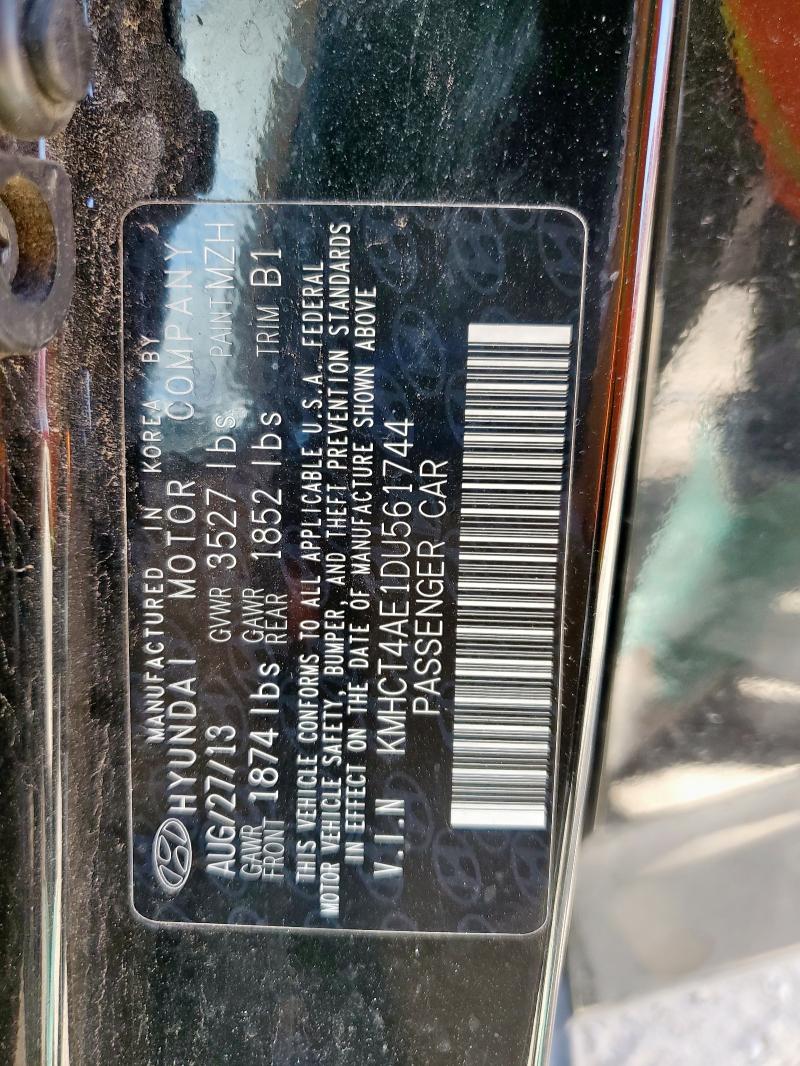 MANUFACTURED IN KOREA BY
HYUNDAI MOTOR COMPANY
AUG/27/13 GVWR 3527 lbs PAINT MZH
GAWR FRONT 1874 lbs GAWR REAR 1852 lbs TRIM B1
THIS VEHICLE CONFORMS TO ALL APPLICABLE U.S.A. FEDERAL
MOTOR VEHICLE SAFETY, BUMPER, AND THEFT PREVENTION STANDARDS
IN EFFECT ON THE DATE OF MANUFACTURE SHOWN ABOVE
V.I.N KMHCT4AE1DU561744
PASSENGER CAR